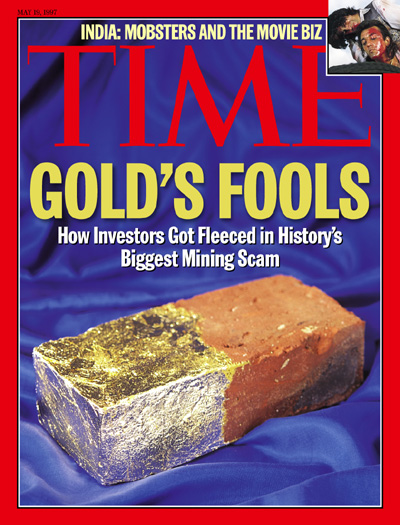 MAY 19, 1997
INDIA: MOBSTERS AND THE MOVIE BIZ
TIME
GOLD'S FOOLS
How Investors Got Fleeced in History's
Biggest Mining Scam